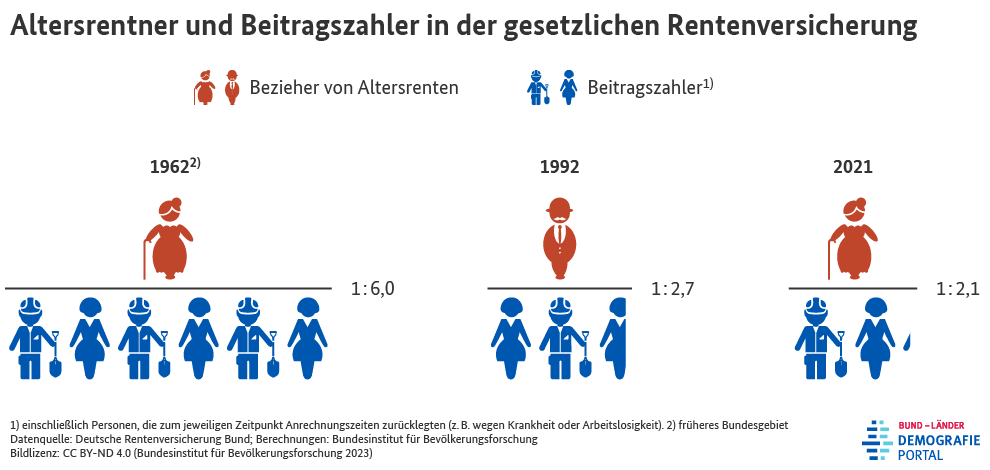 Altersrentner und Beitragszahler in der gesetzlichen Rentenversicherung
Bezieher von Altersrenten
Beitragszahler1)
19622)
1992
2021
1:6,0
1:2,7
1:2,1
1) einschließlich Personen, die zum jeweiligen Zeitpunkt Anrechnungszeiten zurücklegten (z. B. wegen Krankheit oder Arbeitslosigkeit). 2) früheres Bundesgebiet
Datenquelle: Deutsche Rentenversicherung Bund; Berechnungen: Bundesinstitut für Bevölkerungsforschung
Bildlizenz: CC BY-ND 4.0 (Bundesinstitut für Bevölkerungsforschung 2023)
BUND-LÄNDER
DEMOGRAFIE
PORTAL